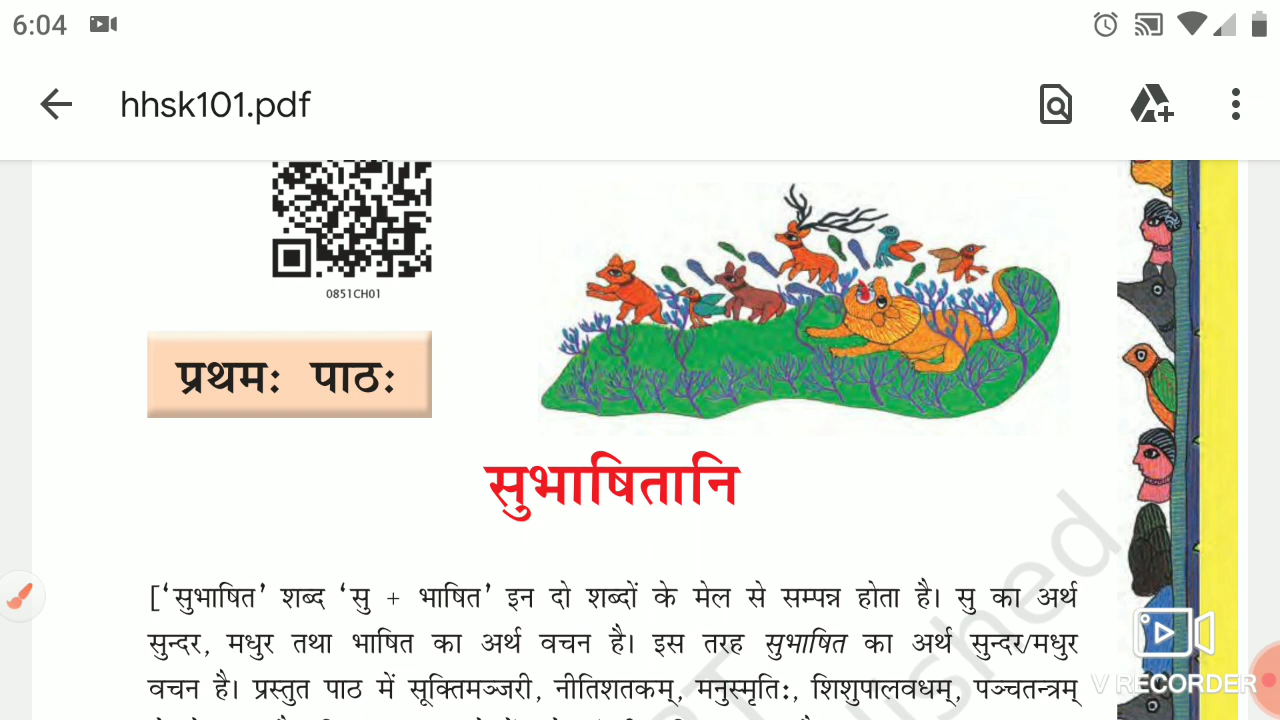 6:04
hhsk101.pdf
0851CH01
प्रथमः पाठः
सुभाषितानि
[‘सुभाषित’ शब्द ‘सु + भाषित’ इन दो शब्दों के मेल से सम्पन्न होता है। सु का अर्थ
सुन्दर, मधुर तथा भाषित का अर्थ वचन है। इस तरह सुभाषित का अर्थ सुन्दर/मधुर
वचन है। प्रस्तुत पाठ में सूक्तिमञ्जरी, नीतिशतकम्, मनुस्मृतिः, शिशुपालवधम्, पञ्चतन्त्रम्
V RECORDER